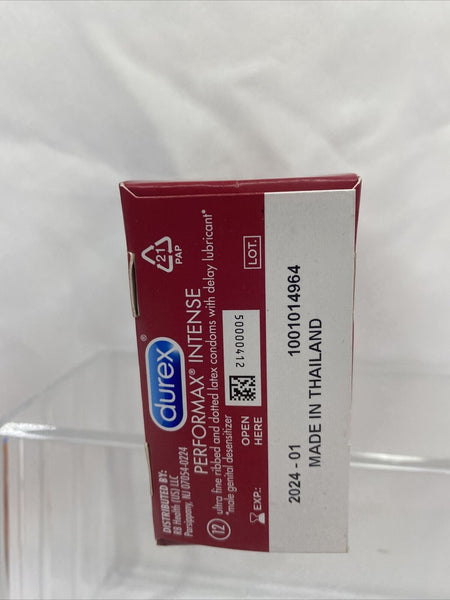 DISTRIBUTED BY:
RB Health (US) LLC
Parsippany, NJ 07054-0224
durex®
21
PAP
PERFORMAX® INTENSE
12 ultra fine ribbed and dotted latex condoms with delay lubricant*
*male genital desensitizer
50000412
OPEN
HERE
EXP.:
LOT.
2024 - 01
1001014964
MADE IN THAILAND